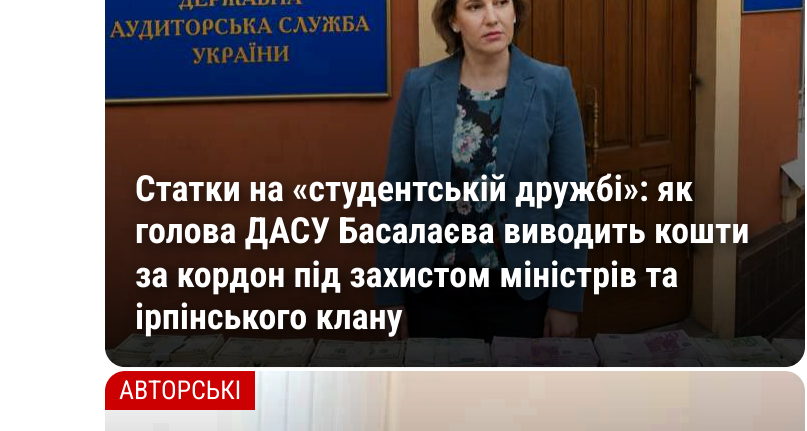 ДЕРЖАВНА
АУДИТОРСЬКА СЛУЖБА
УКРАЇНИ
Статки на «студентській дружбі»: як
голова ДАСУ Басалаєва виводить кошти
за кордон під захистом міністрів та
ірпінського клану
АВТОРСЬКІ